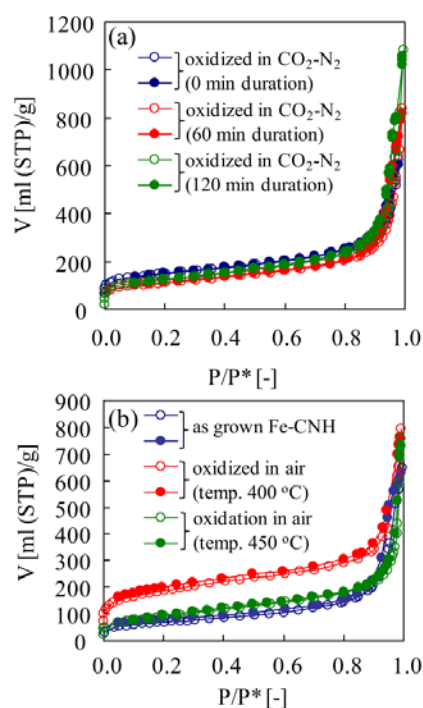 (a)
1200
1000
800
600
400
200
0
V [ml (STP)/g]
oxidized in CO₂-N₂
(0 min duration)
oxidized in CO₂-N₂
(60 min duration)
oxidized in CO₂-N₂
(120 min duration)
0.0 0.2 0.4 0.6 0.8 1.0
P/P* [-]
(b)
900
800
700
600
500
400
300
200
100
0
V [ml (STP)/g]
as grown Fe-CNH
oxidized in air
(temp. 400 °C)
oxidation in air
(temp. 450 °C)
0.0 0.2 0.4 0.6 0.8 1.0
P/P* [-]